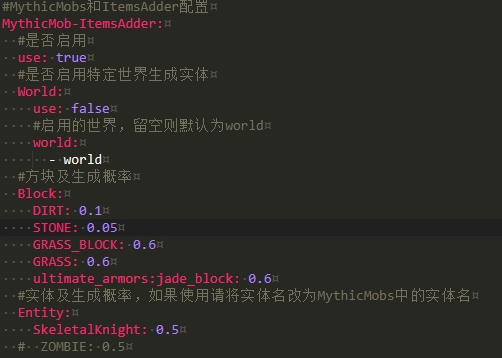 #MythicMobs和ItemsAdder配置
MythicMob-ItemsAdder:
  #是否启用
  use: true
  #是否启用特定世界生成实体
  World:
    use: false
    #启用的世界，留空则默认为world
    world:
      - world
  #方块及生成概率
  Block:
    DIRT: 0.1
    STONE: 0.05
    GRASS_BLOCK: 0.6
    GRASS: 0.6
    ultimate_armors:jade_block: 0.6
  #实体及生成概率，如果使用请将实体名改为MythicMobs中的实体名
  Entity:
    SkeletalKnight: 0.5
  #  ZOMBIE: 0.5